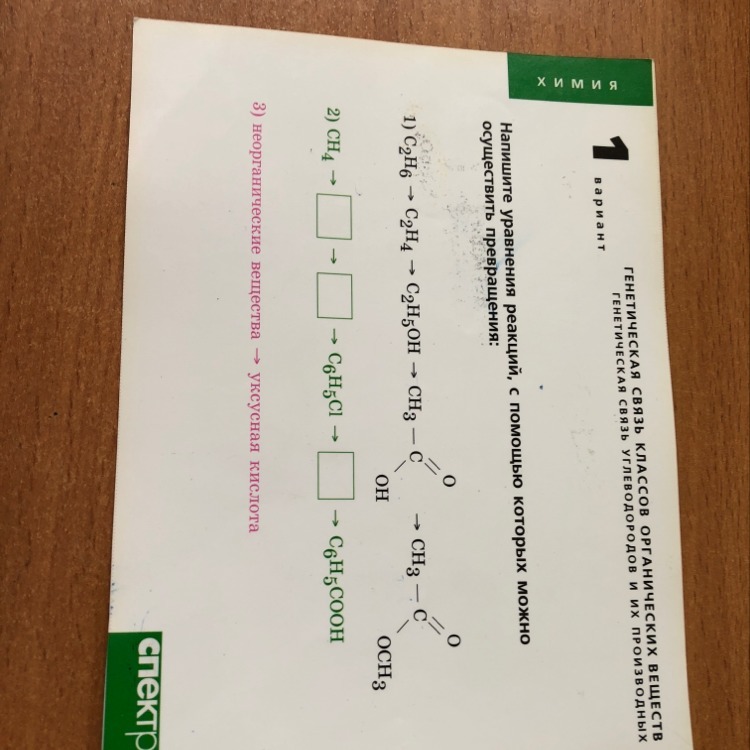 ХИМИЯ
1 вариант
ГЕНЕТИЧЕСКАЯ СВЯЗЬ КЛАССОВ ОРГАНИЧЕСКИХ ВЕЩЕСТВ
ГЕНЕТИЧЕСКАЯ СВЯЗЬ УГЛЕВОДОРОДОВ И ИХ ПРОИЗВОДНЫХ
Напишите уравнения реакций, с помощью которых можно
осуществить превращения:
1) C₂H₆ → C₂H₄ → C₂H₅OH → CH₃ — C (=O) OH → CH₃ — C (=O) OCH₃
2) CH₄ → □ → □ → C₆H₅Cl → □ → C₆H₅COOH
3) неорганические вещества → уксусная кислота
спектр